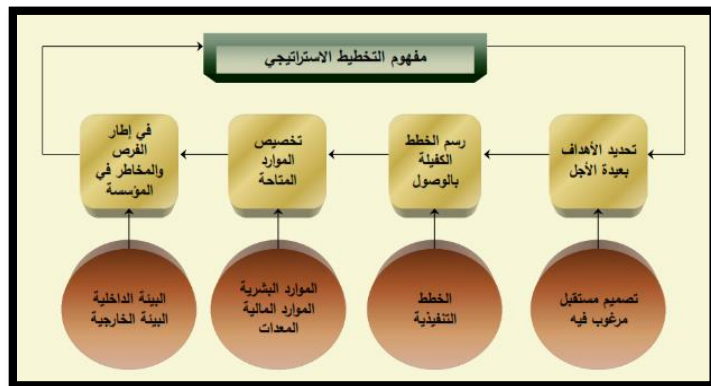 مفهوم التخطيط الاستراتيجي
تحديد الأهداف
بعيدة الأجل
رسم الخطط
الكفيلة
بالوصول
تخصيص
الموارد
المتاحة
في إطار
الفرص
والمخاطر في
المؤسسة
تصميم مستقبل
مرغوب فيه
الخطط
التنفيذية
الموارد البشرية
الموارد المالية
المعدات
البيئة الداخلية
البيئة الخارجية